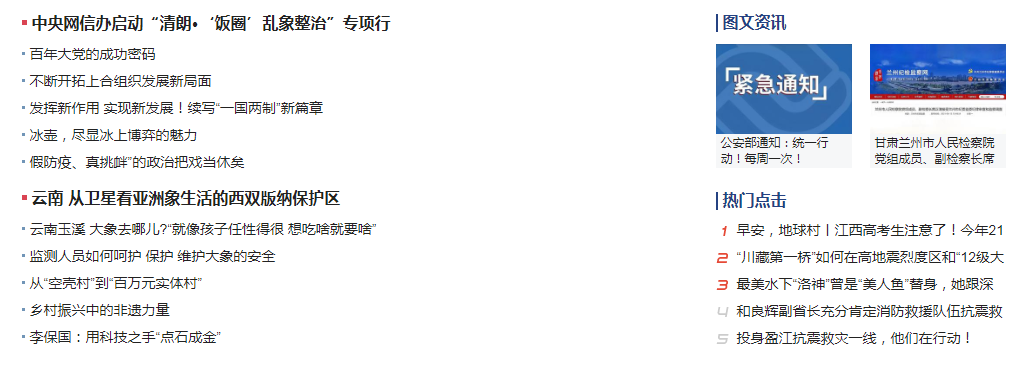 中央网信办启动“清朗·‘饭圈’乱象整治”专项行
百年大党的成功密码
不断开拓上合组织发展新局面
发挥新作用 实现新发展！续写“一国两制”新篇章
冰壶，尽显冰上博弈的魅力
“假防疫、真挑衅”的政治把戏当休矣
云南 从卫星看亚洲象生活的西双版纳保护区
云南玉溪 大象去哪儿?“就像孩子任性得很 想吃啥就要啥”
监测人员如何呵护 保护 维护大象的安全
从“空壳村”到“百万元实体村”
乡村振兴中的非遗力量
李保国：用科技之手“点石成金”
图文资讯
紧急通知
兰州纪检监察网
公安部通知：统一行
动！每周一次！
甘肃兰州市人民检察院
党组成员、副检察长席
热门点击
1 早安，地球村丨江西高考生注意了！今年21
2 “川藏第一桥”如何在高地震烈度区和“12级大
3 最美水下“洛神”曾是“美人鱼”替身，她跟深
4 和良辉副省长充分肯定消防救援队伍抗震救
5 投身盈江抗震救灾一线，他们在行动！